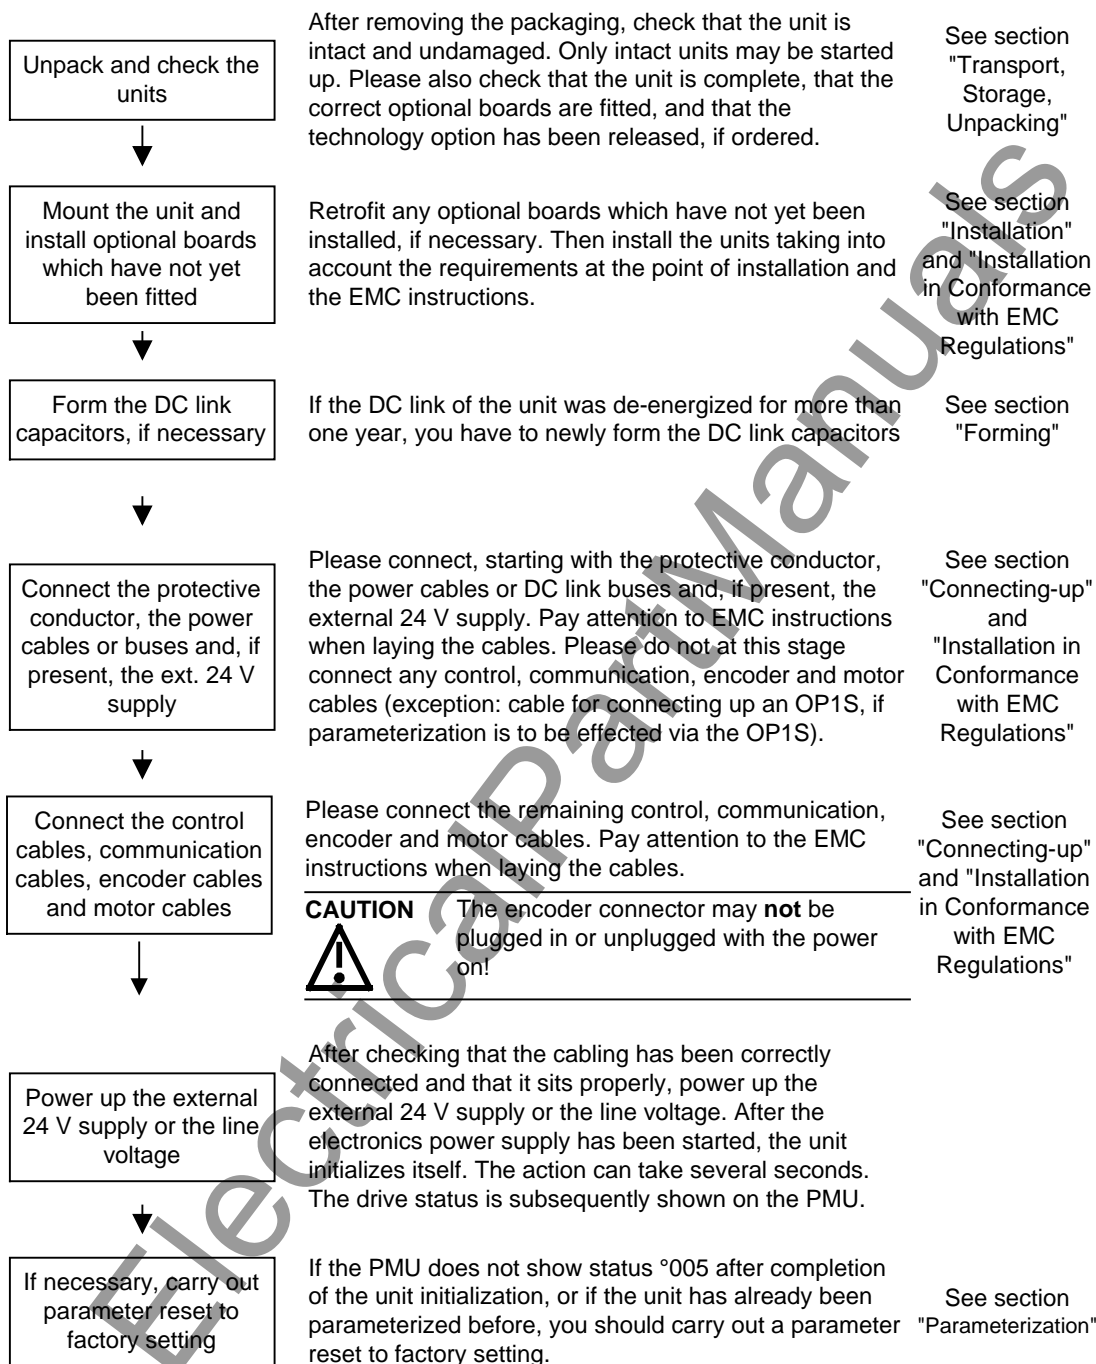 Unpack and check the
units
After removing the packaging, check that the unit is
intact and undamaged. Only intact units may be started
up. Please also check that the unit is complete, that the
correct optional boards are fitted, and that the
technology option has been released, if ordered.
See section
"Transport,
Storage,
Unpacking"
Mount the unit and
install optional boards
which have not yet
been fitted
Retrofit any optional boards which have not yet been
installed, if necessary. Then install the units taking into
account the requirements at the point of installation and
the EMC instructions.
See section
"Installation"
and "Installation
in Conformance
with EMC
Regulations"
Form the DC link
capacitors, if necessary
If the DC link of the unit was de-energized for more than
one year, you have to newly form the DC link capacitors
See section
"Forming"
Connect the protective
conductor, the power
cables or buses and, if
present, the ext. 24 V
supply
Please connect, starting with the protective conductor,
the power cables or DC link buses and, if present, the
external 24 V supply. Pay attention to EMC instructions
when laying the cables. Please do not at this stage
connect any control, communication, encoder and motor
cables (exception: cable for connecting up an OP1S, if
parameterization is to be effected via the OP1S).
See section
"Connecting-up"
and
"Installation in
Conformance
with EMC
Regulations"
Connect the control
cables, communication
cables, encoder cables
and motor cables
Please connect the remaining control, communication,
encoder and motor cables. Pay attention to the EMC
instructions when laying the cables.
CAUTION
The encoder connector may not be
plugged in or unplugged with the power
on!
See section
"Connecting-up"
and "Installation
in Conformance
with EMC
Regulations"
Power up the external
24 V supply or the line
voltage
After checking that the cabling has been correctly
connected and that it sits properly, power up the
external 24 V supply or the line voltage. After the
electronics power supply has been started, the unit
initializes itself. The action can take several seconds.
The drive status is subsequently shown on the PMU.
If necessary, carry out
parameter reset to
factory setting
If the PMU does not show status °005 after completion
of the unit initialization, or if the unit has already been
parameterized before, you should carry out a parameter
reset to factory setting.
See section
"Parameterization"
ElectricalPartManuals